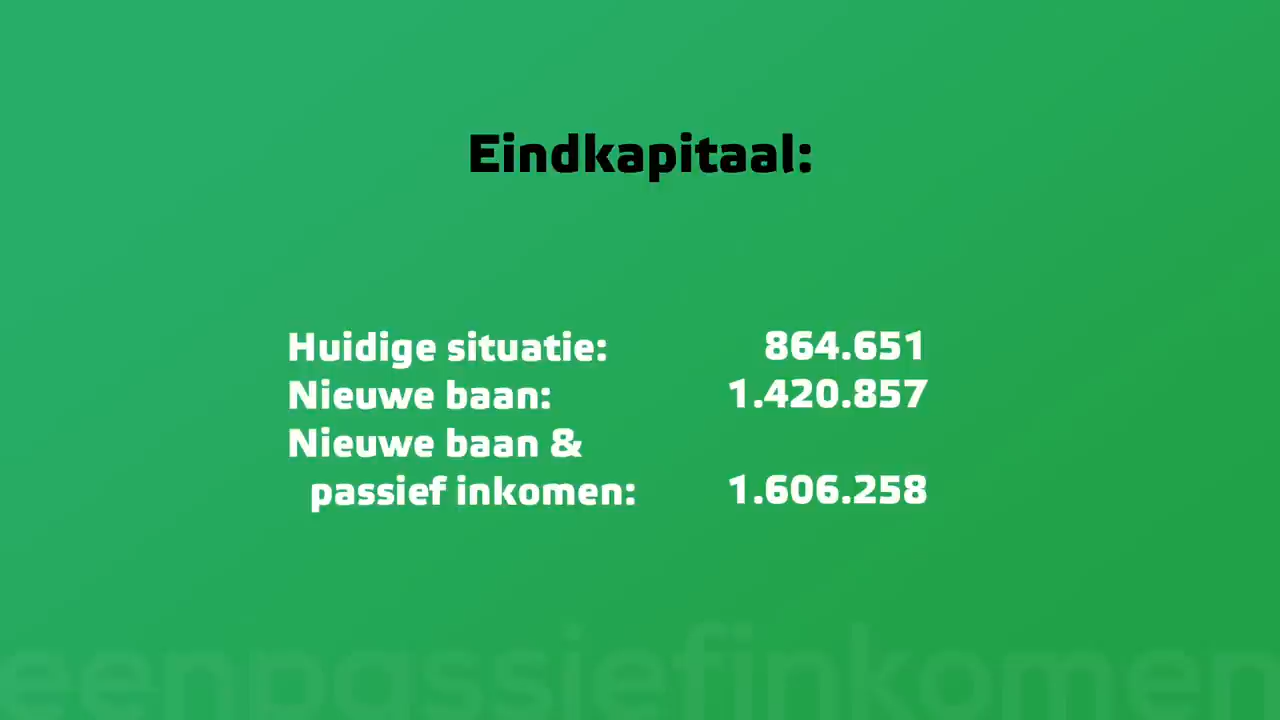 Eindkapitaal:
Huidige situatie: 864.651
Nieuwe baan: 1.420.857
Nieuwe baan &
passief inkomen: 1.606.258
eenpassiefinkomen